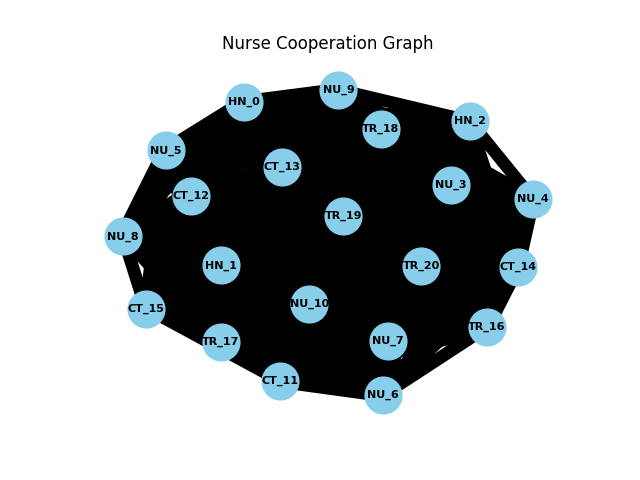 Nurse Cooperation Graph
NU_9
HN_0
HN_2
TR_18
NU_5
CT_13
NU_3
CT_12
NU_4
TR_19
NU_8
HN_1
TR_20
CT_14
NU_10
CT_15
TR_16
TR_17
NU_7
CT_11
NU_6